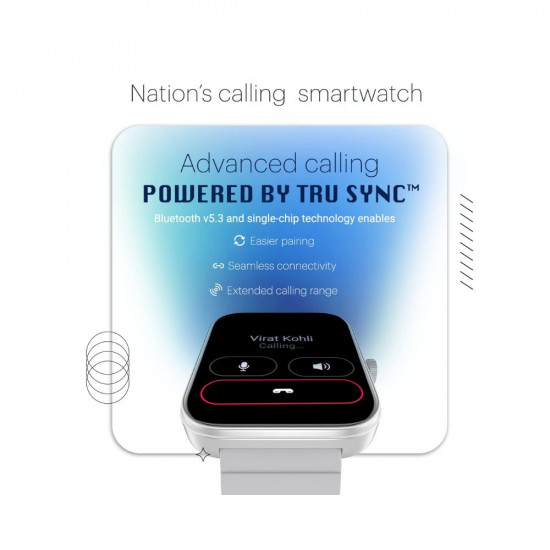 Nation's calling smartwatch
Advanced calling
POWERED BY TRU SYNC™
Bluetooth v5.3 and single-chip technology enables
Easier pairing
Seamless connectivity
Extended calling range
Virat Kohli
Calling...